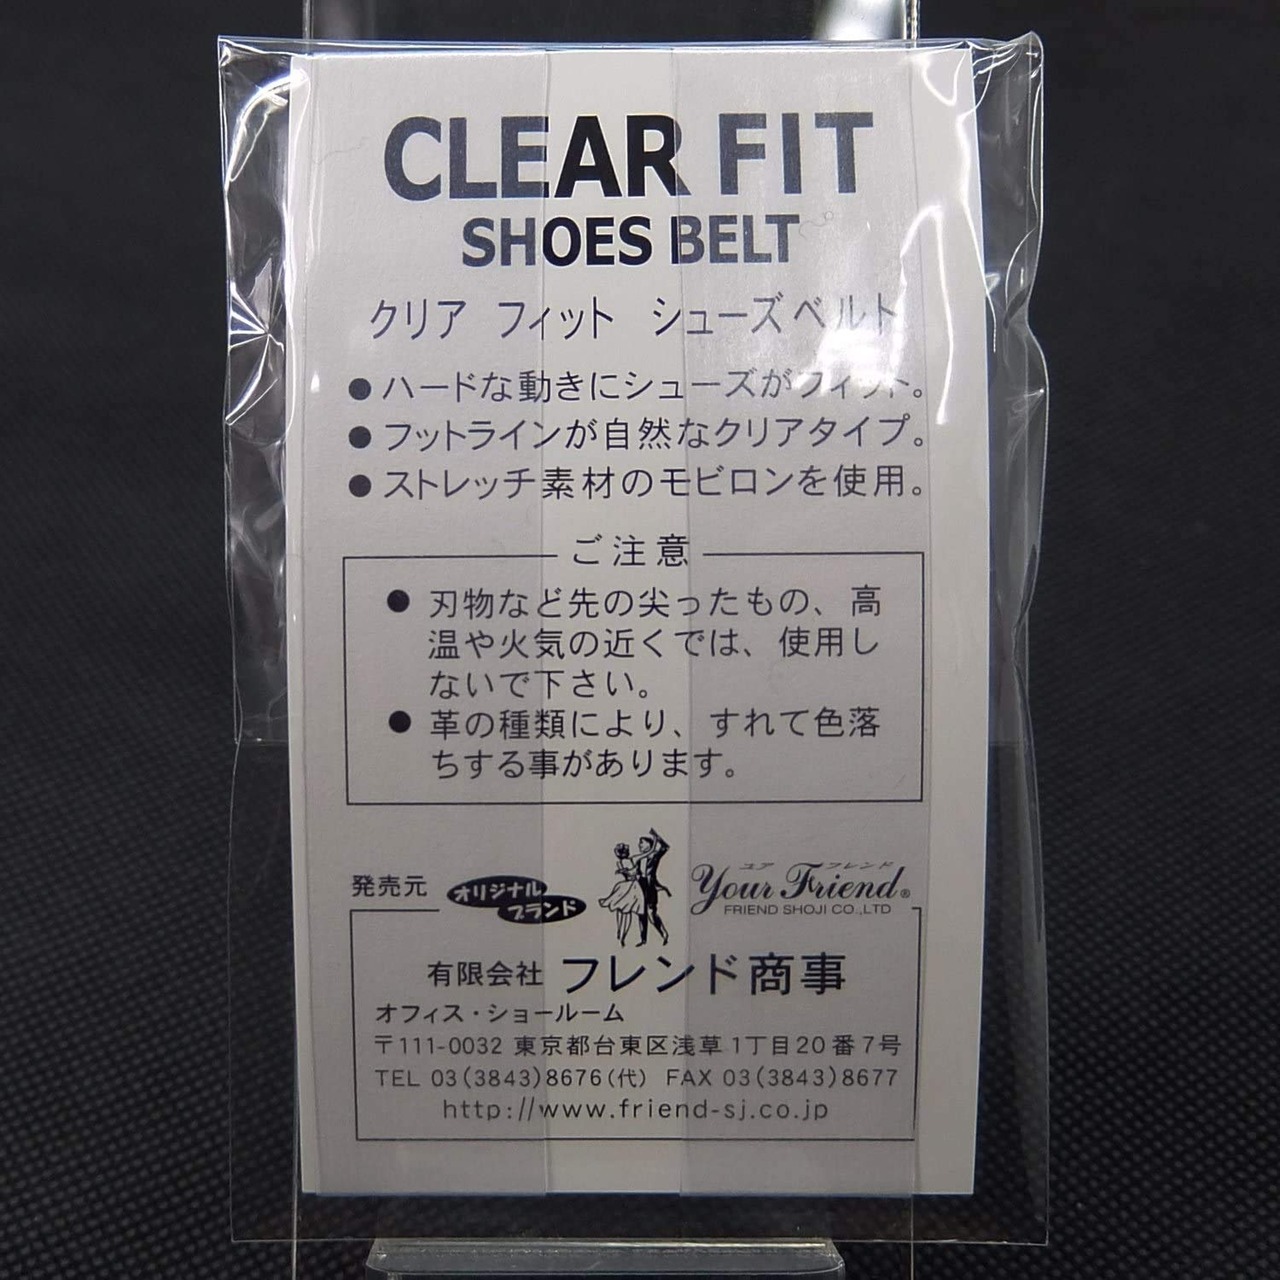 CLEAR FIT
SHOES BELT
クリア フィット シューズベルト
●ハードな動きにシューズがフィット。
●フットラインが自然なクリアタイプ。
●ストレッチ素材のモビロンを使用。
ご注意
●刃物など先の尖ったもの、高
温や火気の近くでは、使用し
ないで下さい。
●革の種類により、すれて色落
ちする事があります。
発売元
オリジナル
ブランド
ユア フレンド
Your Friend®
FRIEND SHOJI CO.,LTD
有限会社 フレンド商事
オフィス・ショールーム
〒111-0032 東京都台東区浅草1丁目20番7号
TEL 03(3843)8676(代) FAX 03(3843)8677
http://www.friend-sj.co.jp